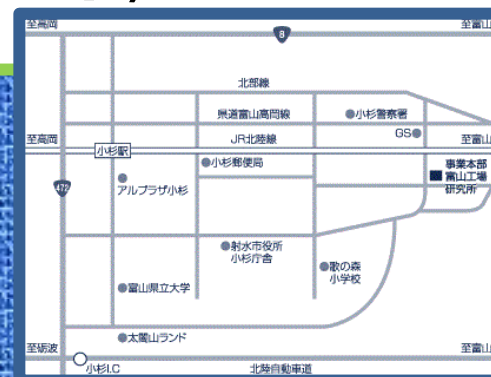 至高岡
8
至富山
北部線
県道富山高岡線
小杉警察署
GS
至高岡
JR北陸線
至富山
小杉駅
小杉郵便局
事業本部
富山工場
研究所
アルプラザ小杉
472
射水市役所
小杉庁舎
歌の森
小学校
富山県立大学
太閤山ランド
至砺波
至富山
小杉I.C
北陸自動車道